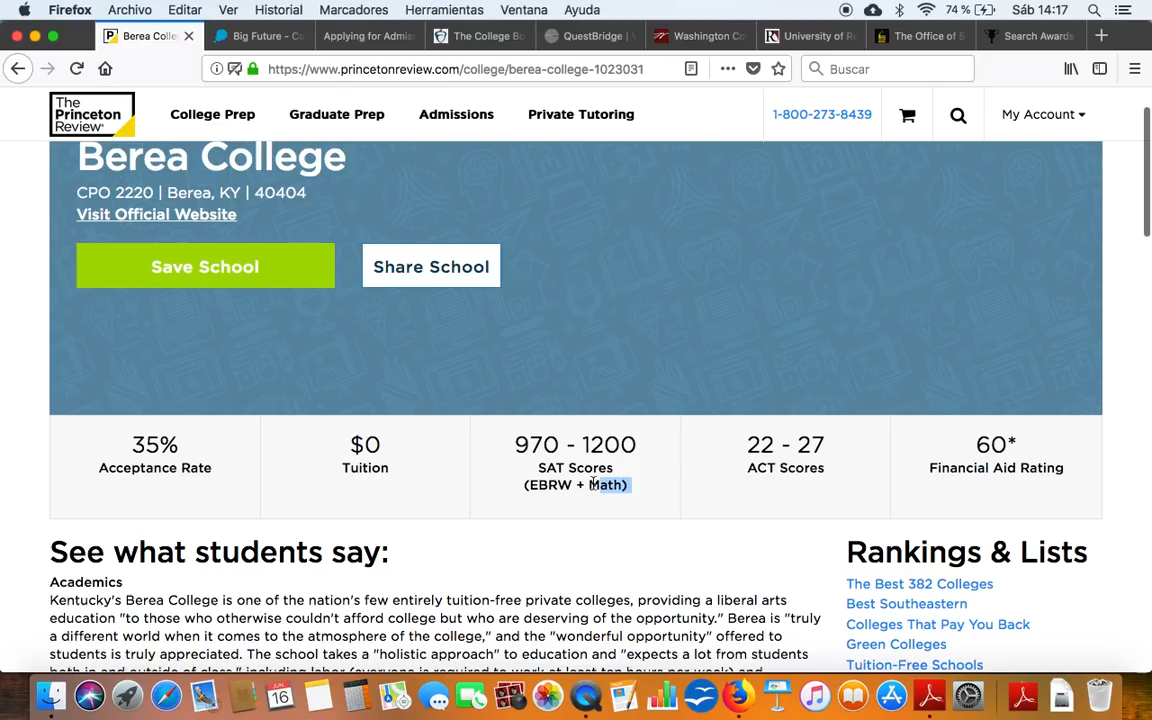 Firefox Archivo Editar Ver Historial Marcadores Herramientas Ventana Ayuda 74 % Sáb 14:17
Berea Colle Big Future - Co Applying for Admis The College Bo QuestBridge | Washington Co University of R The Office of S Search Awards
https://www.princetonreview.com/college/berea-college-1023031 Buscar
The Princeton Review
College Prep Graduate Prep Admissions Private Tutoring 1-800-273-8439 My Account
Berea College
CPO 2220 | Berea, KY | 40404
Visit Official Website
Save School Share School
35% $0 970 - 1200 22 - 27 60*
Acceptance Rate Tuition SAT Scores ACT Scores Financial Aid Rating
(EBRW + Math)
See what students say:
Academics
Kentucky's Berea College is one of the nation's few entirely tuition-free private colleges, providing a liberal arts
education "to those who otherwise couldn't afford college but who are deserving of the opportunity." Berea is "truly
a different world when it comes to the atmosphere of the college," and the "wonderful opportunity" offered to
students is truly appreciated. The school takes a "holistic approach" to education and "expects a lot from students
both in and outside of class," including labor (everyone is required to work at least ten hours per week) and
Rankings & Lists
The Best 382 Colleges
Best Southeastern
Colleges That Pay You Back
Green Colleges
Tuition-Free Schools
16